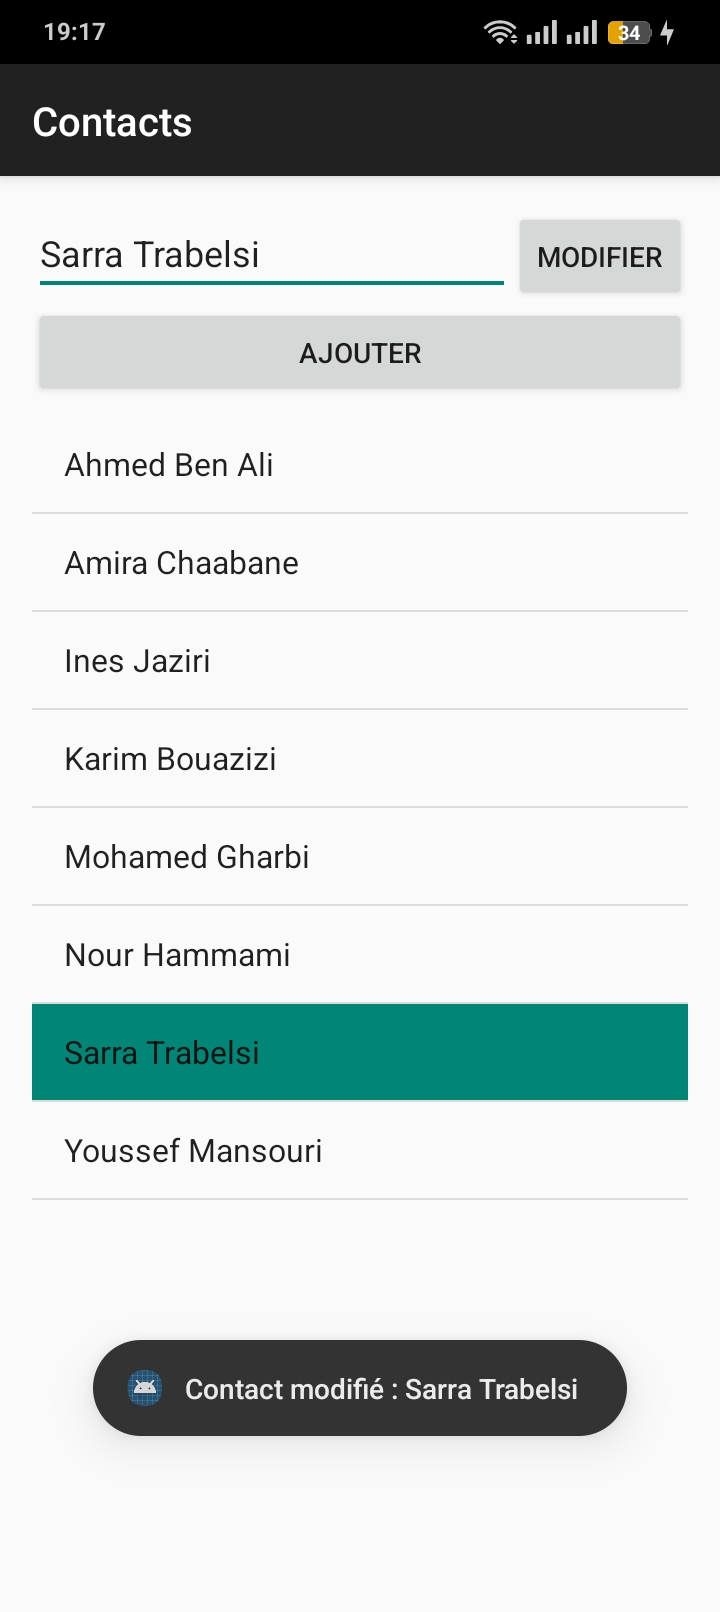 19:17
34
Contacts
Sarra Trabelsi
MODIFIER
AJOUTER
Ahmed Ben Ali
Amira Chaabane
Ines Jaziri
Karim Bouazizi
Mohamed Gharbi
Nour Hammami
Sarra Trabelsi
Youssef Mansouri
Contact modifié : Sarra Trabelsi